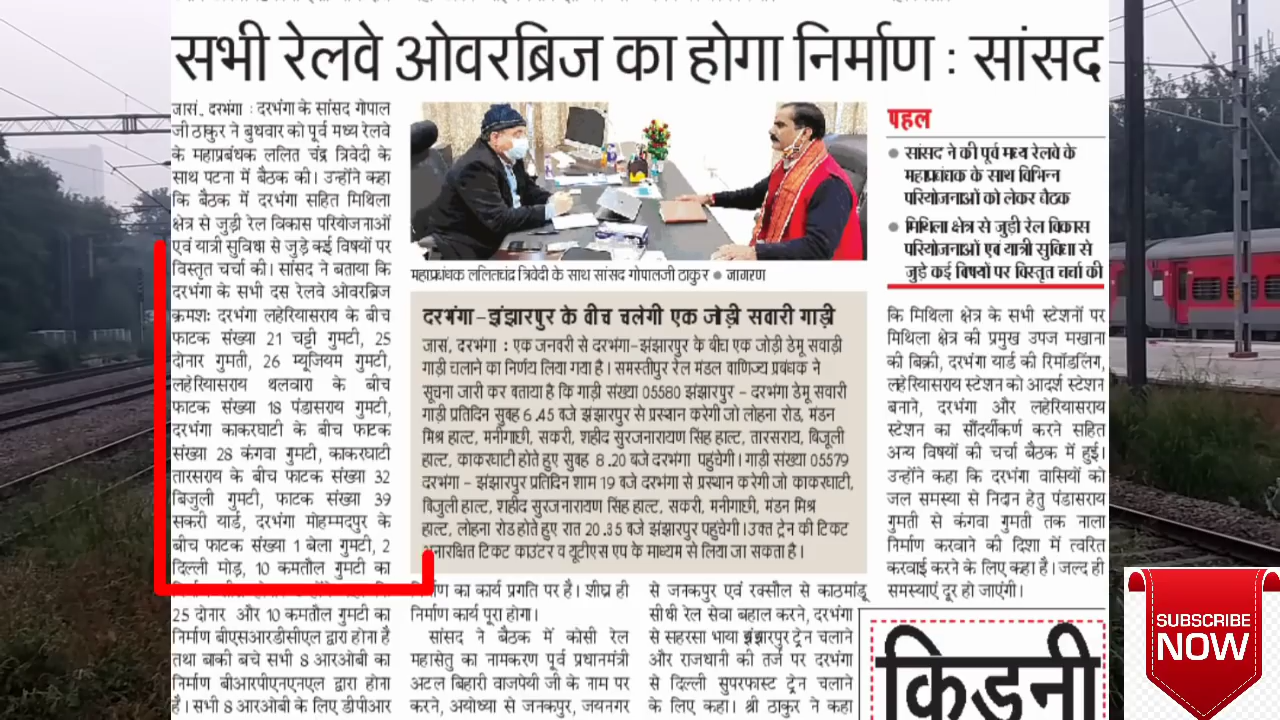 सभी रेलवे ओवरब्रिज का होगा निर्माण : सांसद
जासं, दरभंगा : दरभंगा के सांसद गोपाल
जी ठाकुर ने बुधवार को पूर्व मध्य रेलवे
के महाप्रबंधक ललित चंद्र त्रिवेदी के
साथ पटना में बैठक की। उन्होंने कहा
कि बैठक में दरभंगा सहित मिथिला
क्षेत्र से जुड़ी रेल विकास परियोजनाओं
एवं यात्री सुविधा से जुड़े कई विषयों पर
विस्तृत चर्चा की। सांसद ने बताया कि
दरभंगा के सभी दस रेलवे ओवरब्रिज
क्रमश: दरभंगा लहेरियासराय के बीच
फाटक संख्या 21 चट्टी गुमटी, 25
दोनार गुमती, 26 म्यूजियम गुमटी,
लहेरियासराय थलवारा के बीच
फाटक संख्या 18 पंडासराय गुमटी,
दरभंगा काकरघाटी के बीच फाटक
संख्या 28 कंगवा गुमटी, काकरघाटी
तारसराय के बीच फाटक संख्या 32
बिजुली गुमटी, फाटक संख्या 39
सकरी यार्ड, दरभंगा मोहम्मदपुर के
बीच फाटक संख्या 1 बेला गुमटी, 2
दिल्ली मोड़, 10 कमतौल गुमटी का
25 दोनार और 10 कमतौल गुमटी का
निर्माण बीएसआरडीसीएल द्वारा होना है
तथा बाकी बचे सभी 8 आरओबी का
निर्माण बीआरपीएनएनएल द्वारा होना
है। सभी 8 आरओबी के लिए डीपीआर
महाप्रबंधक ललितचंद्र त्रिवेदी के साथ सांसद गोपालजी ठाकुर ● जागरण
दरभंगा-झंझारपुर के बीच चलेगी एक जोड़ी सवारी गाड़ी
जासं, दरभंगा : एक जनवरी से दरभंगा-झंझारपुर के बीच एक जोड़ी डेमू सवाड़ी
गाड़ी चलाने का निर्णय लिया गया है। समस्तीपुर रेल मंडल वाणिज्य प्रबंधक ने
सूचना जारी कर बताया है कि गाड़ी संख्या 05580 झंझारपुर - दरभंगा डेमू सवारी
गाड़ी प्रतिदिन सुबह 6.45 बजे झंझारपुर से प्रस्थान करेगी जो लोहना रोड, मंडन
मिश्र हाल्ट, मनीगाछी, सकरी, शहीद सुरजनारायण सिंह हाल्ट, तारसराय, बिजूली
हाल्ट, काकरघाटी होते हुए सुबह 8.20 बजे दरभंगा पहुंचेगी। गाड़ी संख्या 05579
दरभंगा - झंझारपुर प्रतिदिन शाम 19 बजे दरभंगा से प्रस्थान करेगी जो काकरघाटी,
बिजुली हाल्ट, शहीद सुरजनारायण सिंह हाल्ट, सकरी, मनीगाछी, मंडन मिश्र
हाल्ट, लोहना रोड होते हुए रात 20.35 बजे झंझारपुर पहुंचेगी। उक्त ट्रेन की टिकट
अनारक्षित टिकट काउंटर व यूटीएस एप के माध्यम से लिया जा सकता है।
का कार्य प्रगति पर है। शीघ्र ही
निर्माण कार्य पूरा होगा।
सांसद ने बैठक में कोसी रेल
महासेतु का नामकरण पूर्व प्रधानमंत्री
अटल बिहारी वाजपेयी जी के नाम पर
करने, अयोध्या से जनकपुर, जयनगर
से जनकपुर एवं रक्सौल से काठमांडू
सीधी रेल सेवा बहाल करने, दरभंगा
से सहरसा भाया झंझारपुर ट्रेन चलाने
और राजधानी की तर्ज पर दरभंगा
से दिल्ली सुपरफास्ट ट्रेन चलाने
के लिए कहा। श्री ठाकुर ने कहा
पहल
● सांसद ने की पूर्व मध्य रेलवे के
महाप्रबंधक के साथ विभिन्न
परियोजनाओं को लेकर बैठक
● मिथिला क्षेत्र से जुड़ी रेल विकास
परियोजनाओं एवं यात्री सुविधा से
जुड़े कई विषयों पर विस्तृत चर्चा की
कि मिथिला क्षेत्र के सभी स्टेशनों पर
मिथिला क्षेत्र की प्रमुख उपज मखाना
की बिक्री, दरभंगा यार्ड की रिमॉडलिंग,
लहेरियासराय स्टेशन को आदर्श स्टेशन
बनाने, दरभंगा और लहेरियासराय
स्टेशन का सौंदर्यीकर्ण करने सहित
अन्य विषयों की चर्चा बैठक में हुई।
उन्होंने कहा कि दरभंगा वासियों को
जल समस्या से निदान हेतु पंडासराय
गुमती से कंगवा गुमती तक नाला
निर्माण करवाने की दिशा में त्वरित
करवाई करने के लिए कहा है। जल्द ही
समस्याएं दूर हो जाएंगी।
किडनी
SUBSCRIBE
NOW